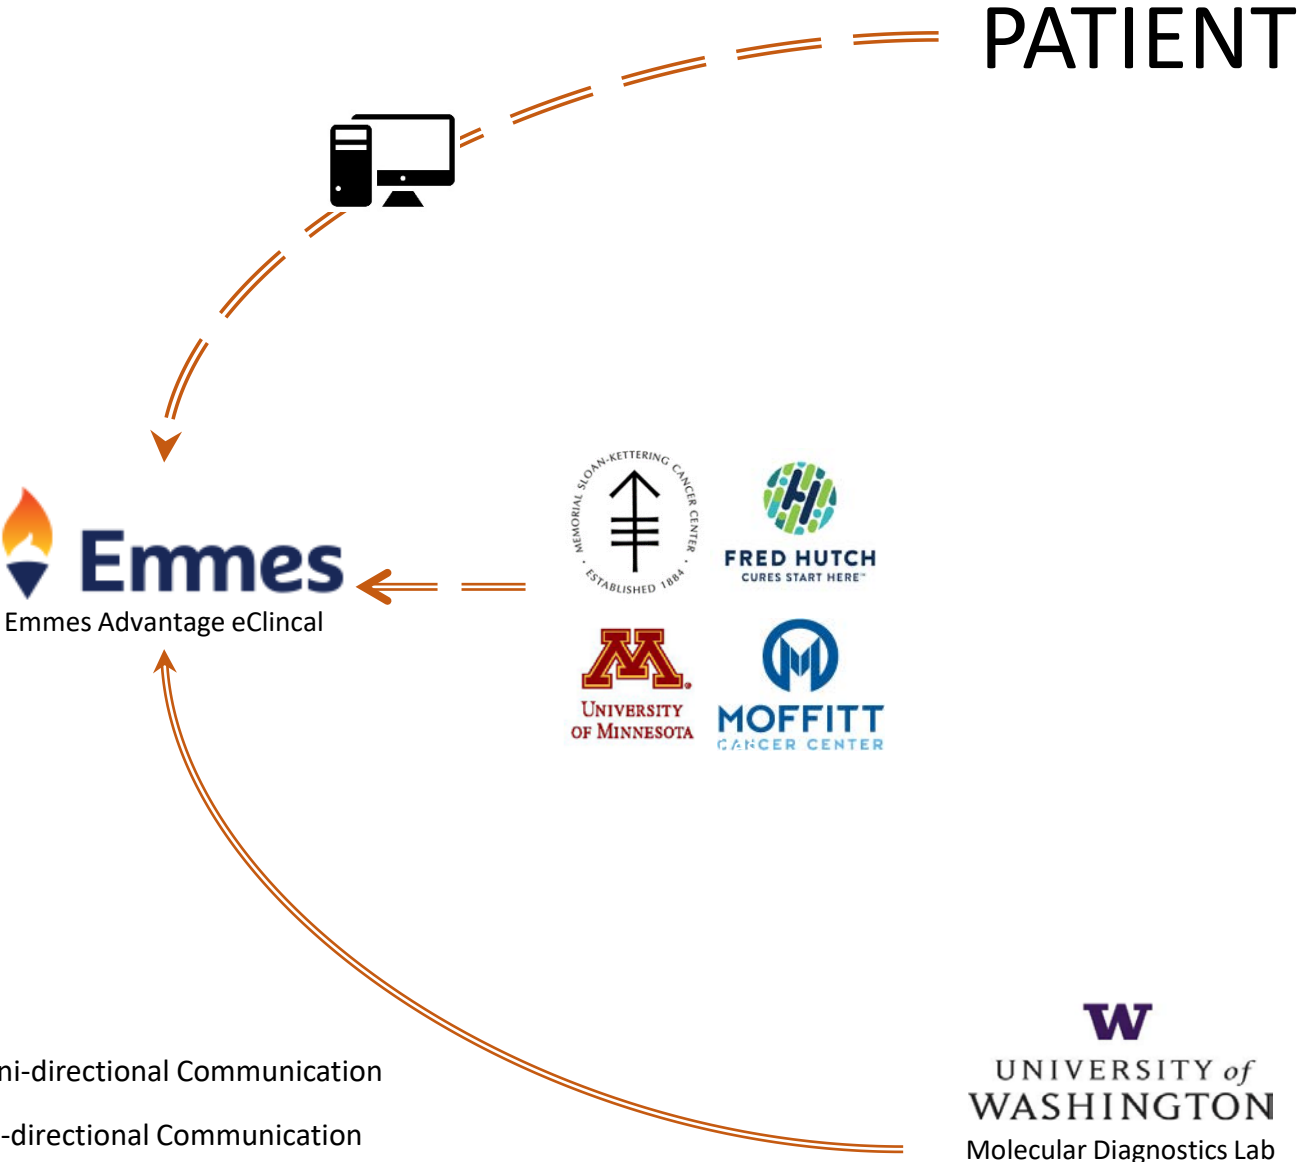 PATIENT
MEMORIAL SLOAN-KETTERING CANCER CENTER
· ESTABLISHED 1884 ·
FRED HUTCH
CURES START HERE™
Emmes
Emmes Advantage eClincal
M
UNIVERSITY
OF MINNESOTA
MOFFITT
CANCER CENTER
W
UNIVERSITY of
WASHINGTON
Molecular Diagnostics Lab
ni-directional Communication
-directional Communication